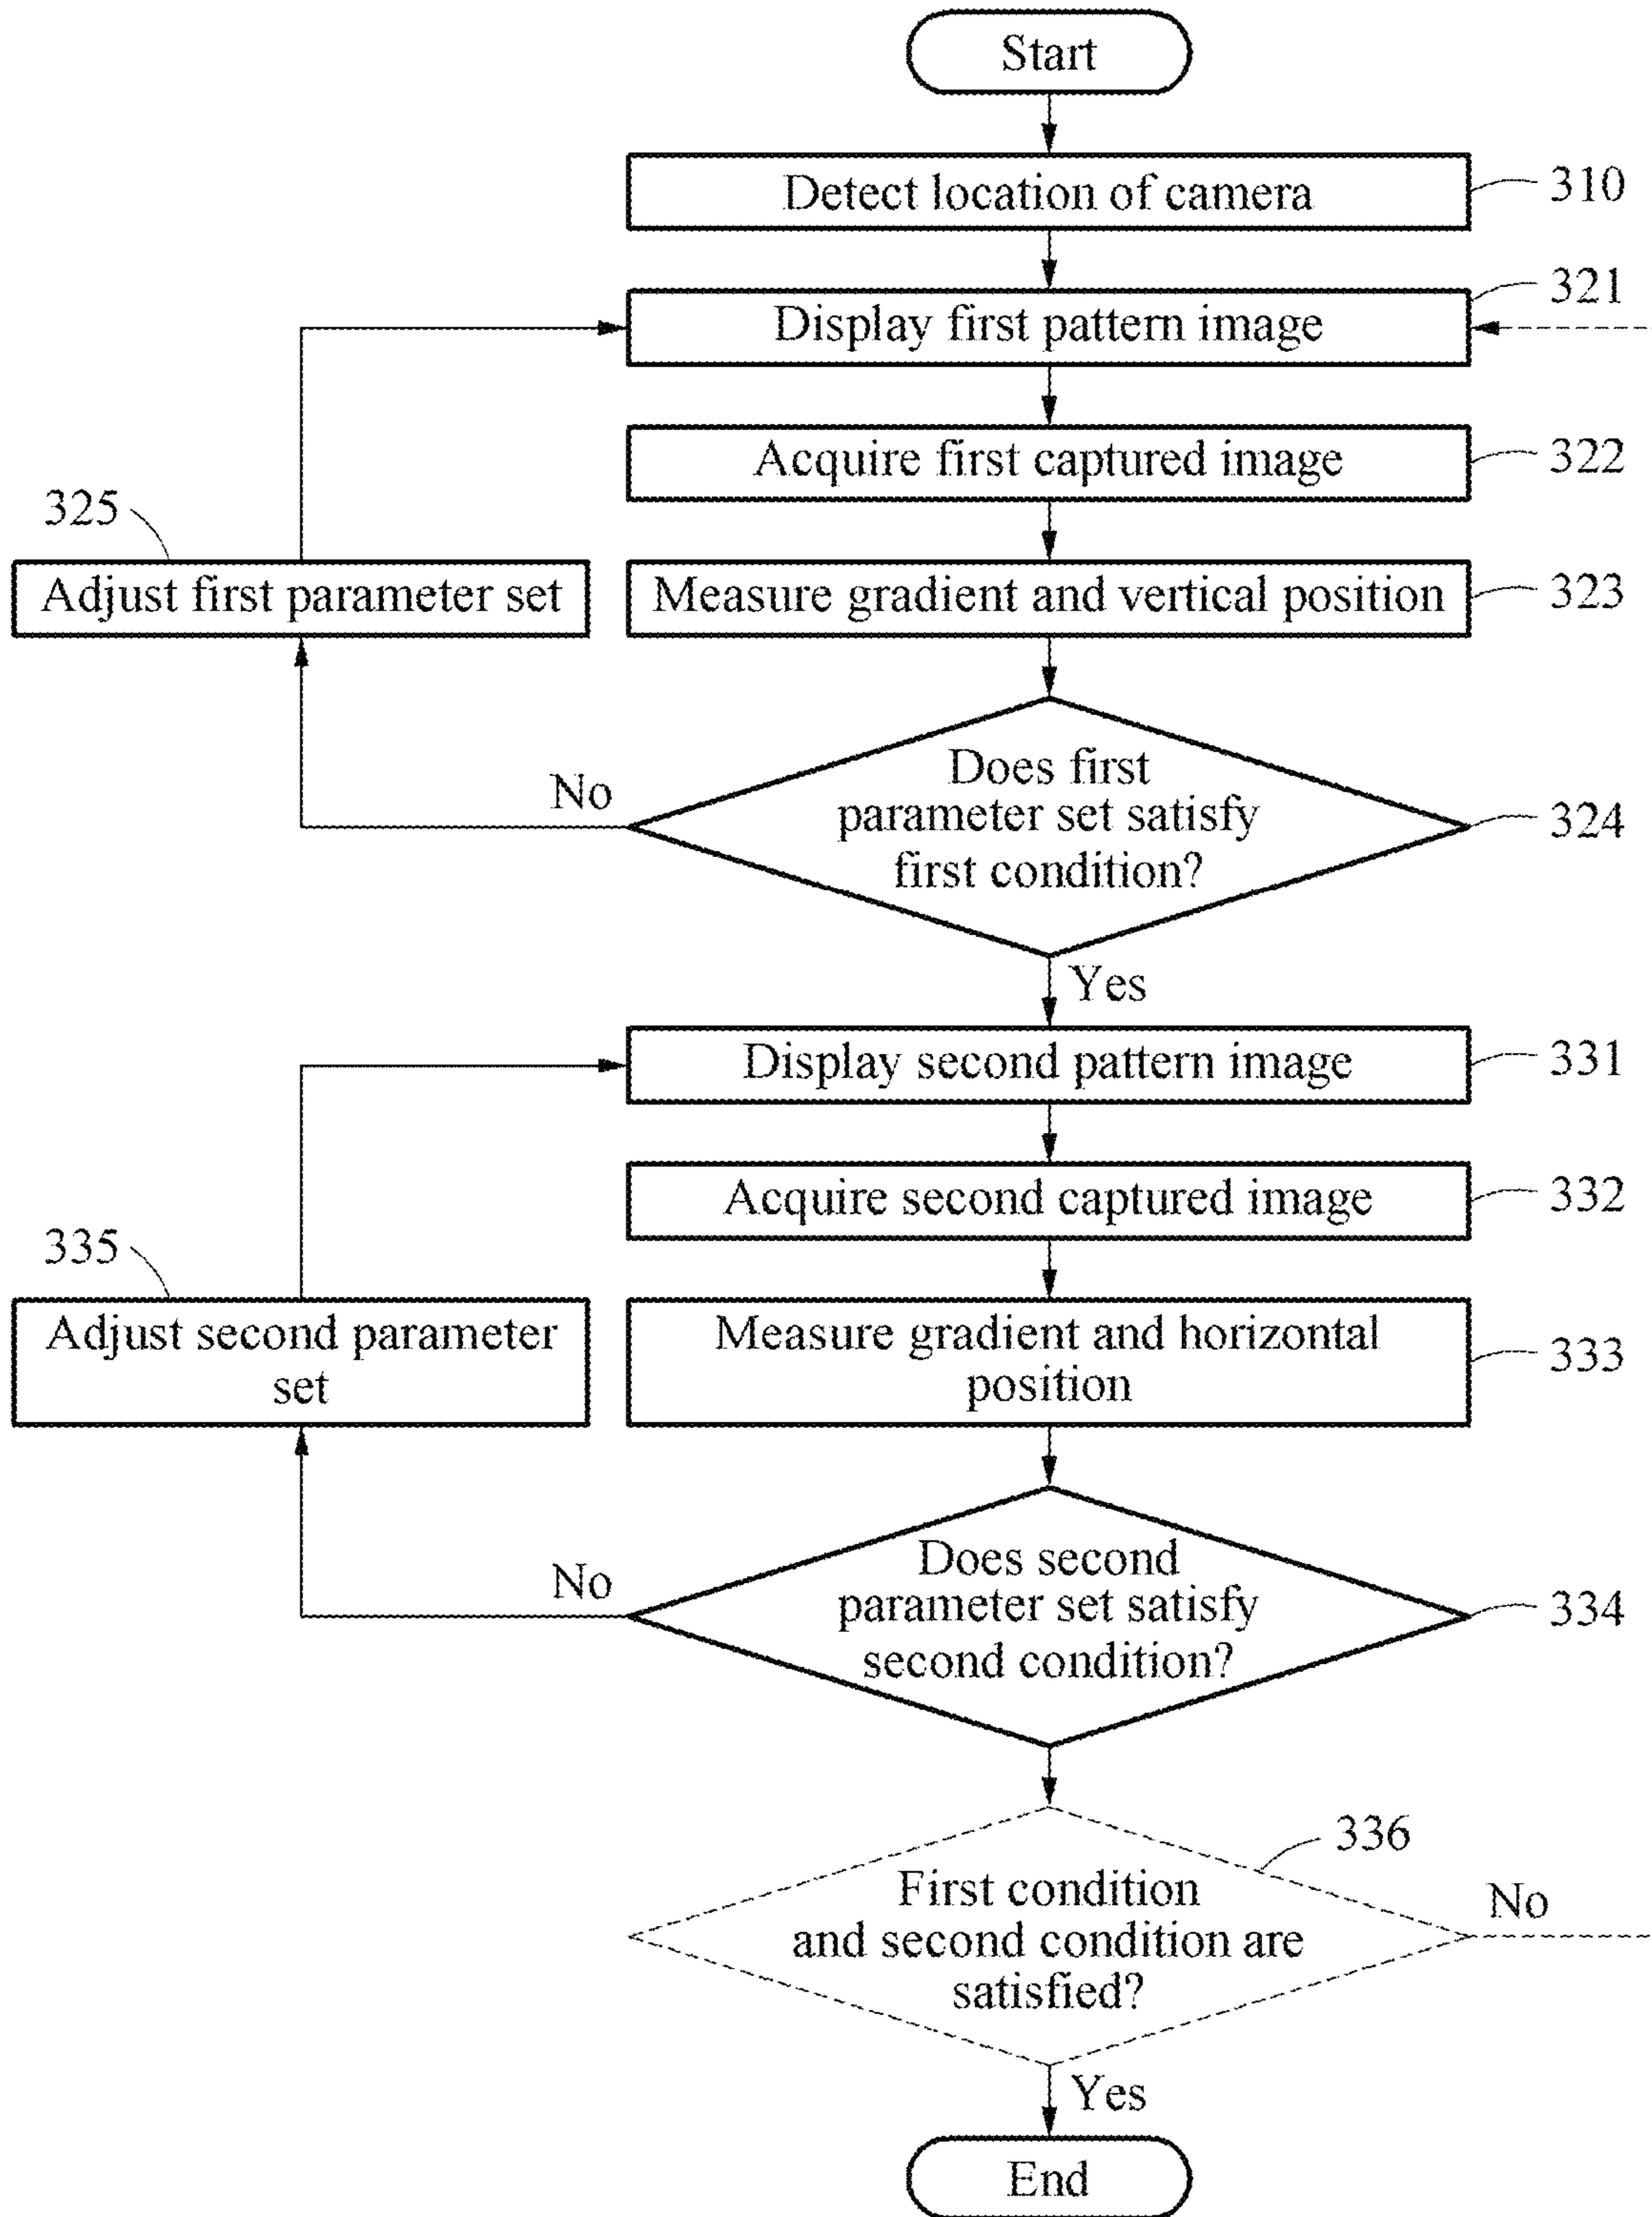 Start
Detect location of camera
310
Display first pattern image
321
Acquire first captured image
322
325
Adjust first parameter set
Measure gradient and vertical position
323
No
Does first
parameter set satisfy
first condition?
324
Yes
Display second pattern image
331
Acquire second captured image
332
335
Adjust second parameter
set
Measure gradient and horizontal
position
333
No
Does second
parameter set satisfy
second condition?
334
336
First condition
and second condition are
satisfied?
No
Yes
End